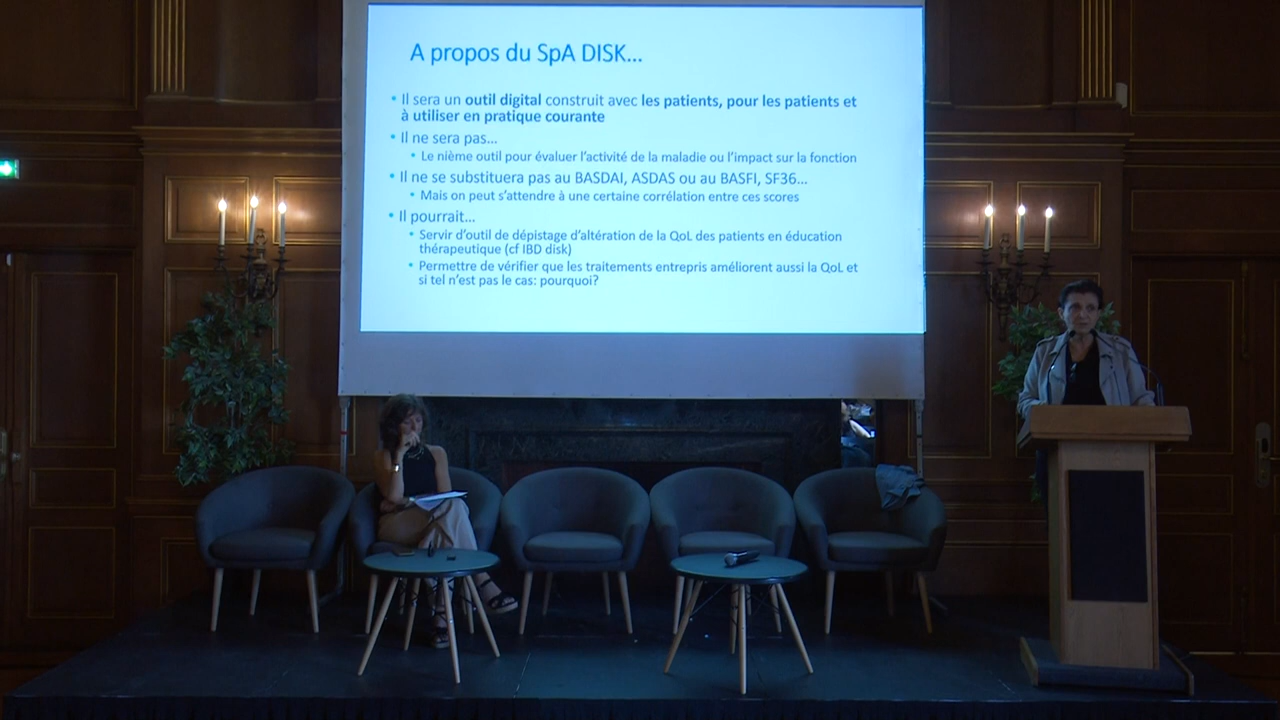 A propos du SpA DISK...
• Il sera un outil digital construit avec les patients, pour les patients et
à utiliser en pratique courante
• Il ne sera pas...
• Le nième outil pour évaluer l'activité de la maladie ou l'impact sur la fonction
• Il ne se substituera pas au BASDAI, ASDAS ou au BASFI, SF36...
• Mais on peut s'attendre à une certaine corrélation entre ces scores
• Il pourrait...
• Servir d'outil de dépistage d'altération de la QoL des patients en éducation
thérapeutique (cf IBD disk)
• Permettre de vérifier que les traitements entrepris améliorent aussi la QoL et
si tel n'est pas le cas: pourquoi?